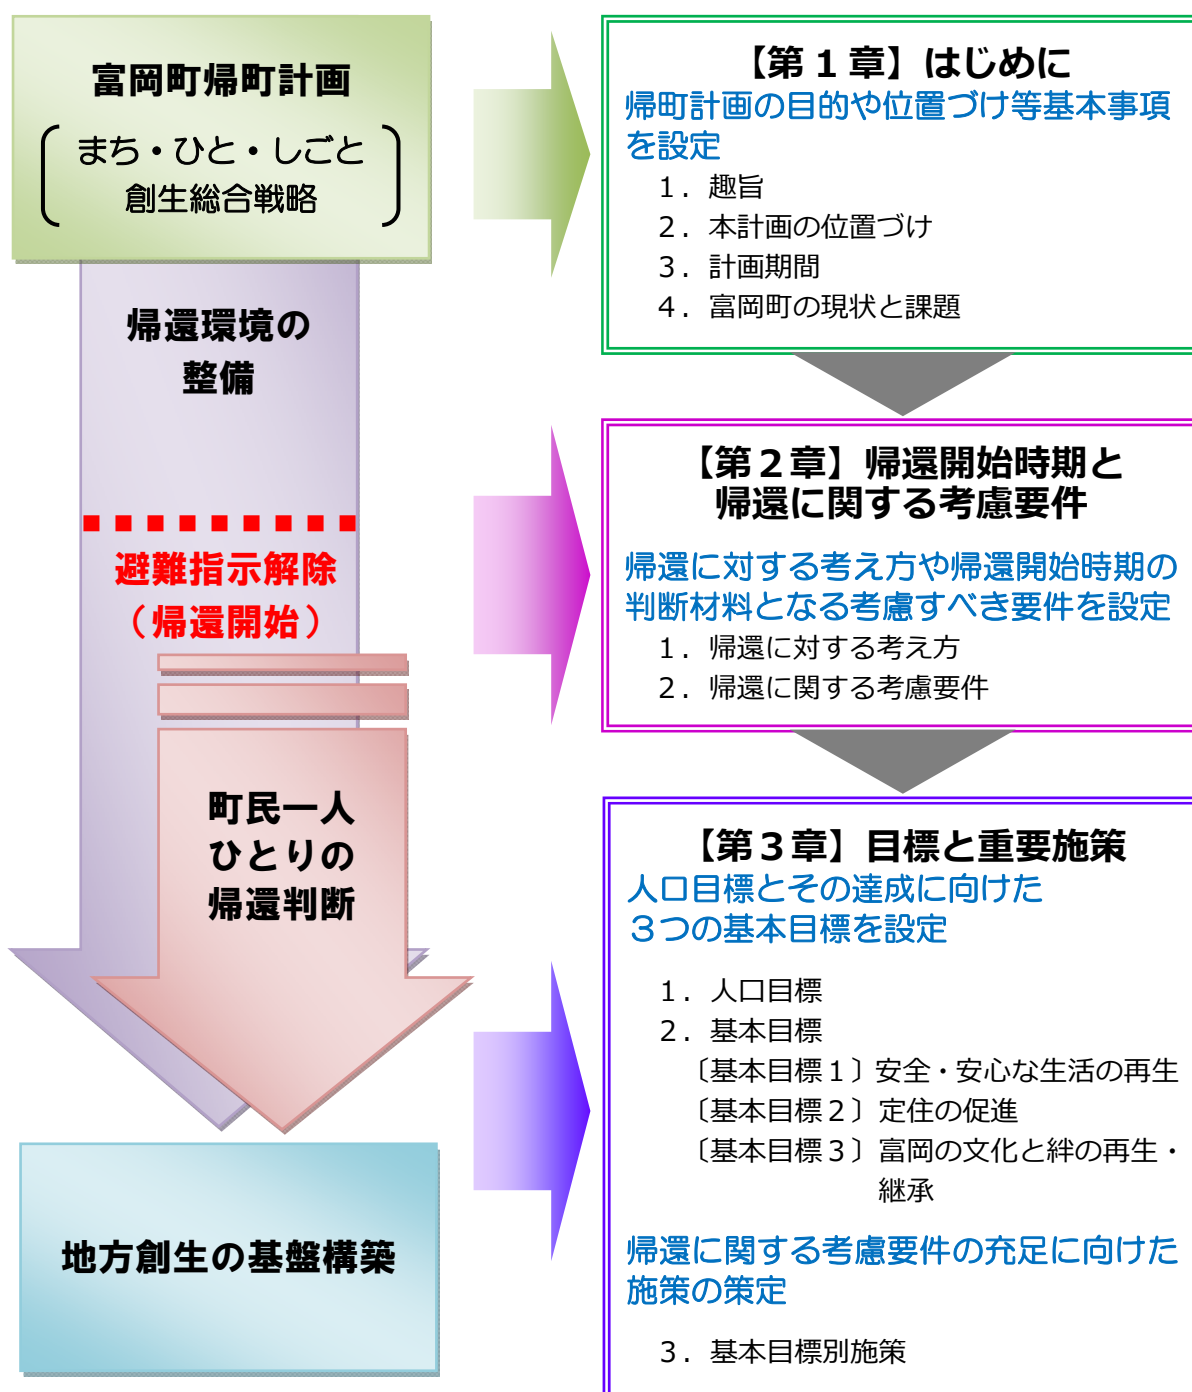 富岡町帰町計画
まち・ひと・しごと
創生総合戦略
帰還環境の
整備
避難指示解除
（帰還開始）
町民一人
ひとりの
帰還判断
地方創生の基盤構築
【第１章】はじめに
帰町計画の目的や位置づけ等基本事項
を設定
１．趣旨
２．本計画の位置づけ
３．計画期間
４．富岡町の現状と課題
【第２章】帰還開始時期と
帰還に関する考慮要件
帰還に対する考え方や帰還開始時期の
判断材料となる考慮すべき要件を設定
１．帰還に対する考え方
２．帰還に関する考慮要件
【第３章】目標と重要施策
人口目標とその達成に向けた
３つの基本目標を設定
１．人口目標
２．基本目標
〔基本目標１〕安全・安心な生活の再生
〔基本目標２〕定住の促進
〔基本目標３〕富岡の文化と絆の再生・
継承
帰還に関する考慮要件の充足に向けた
施策の策定
３．基本目標別施策